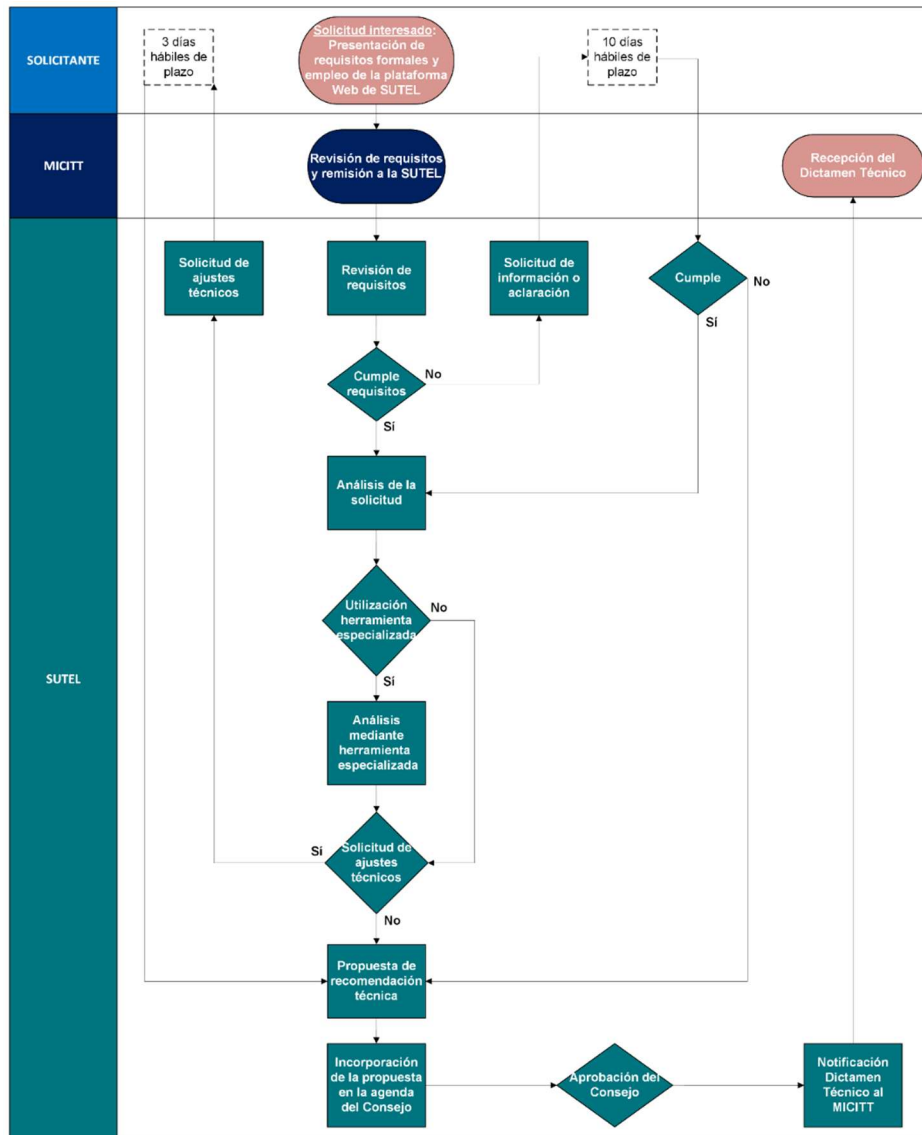 SOLICITANTE
3 días
hábiles de
plazo
Solicitud interesado:
Presentación de
requisitos formales y
empleo de la plataforma
Web de SUTEL
10 días
hábiles de
plazo
MICITT
Revisión de requisitos
y remisión a la SUTEL
Recepción del
Dictamen Técnico
SUTEL
Solicitud de
ajustes
técnicos
Revisión de
requisitos
Solicitud de
información o
aclaración
Cumple
No
Sí
Cumple
requisitos
No
Sí
Análisis de la
solicitud
Utilización
herramienta
especializada
No
Sí
Análisis
mediante
herramienta
especializada
Sí
Solicitud de
ajustes
técnicos
No
Propuesta de
recomendación
técnica
Incorporación
de la propuesta
en la agenda
del Consejo
Aprobación del
Consejo
Notificación
Dictamen
Técnico al
MICITT